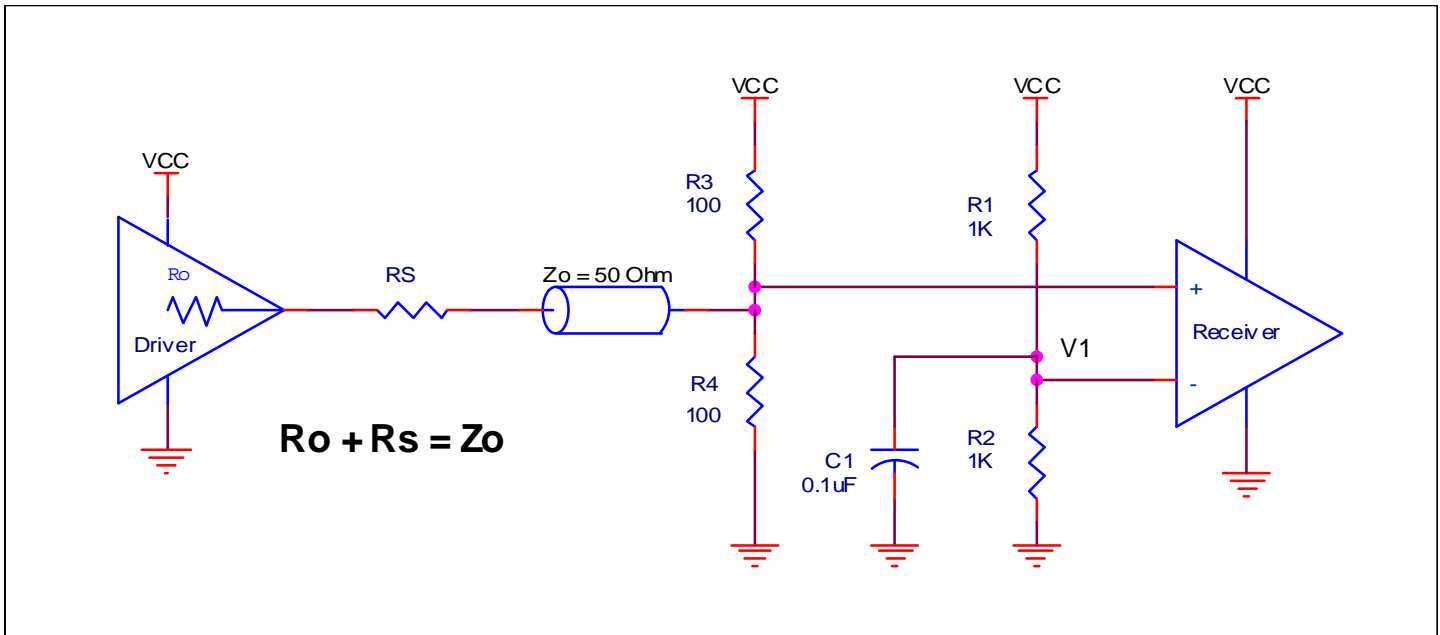 VCC
VCC
VCC
VCC
R3
100
R1
1K
Ro
RS
Zo = 50 Ohm
+
Driver
Receiver
V1
-
R4
100
Ro + Rs = Zo
C1
0.1uF
R2
1K